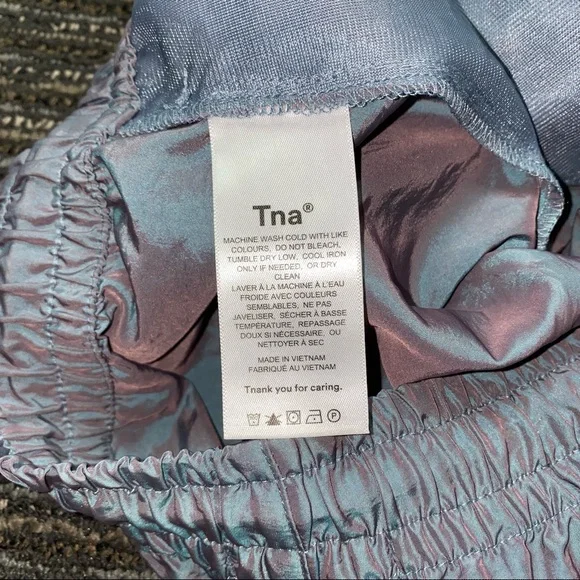 Tna®
MACHINE WASH COLD WITH LIKE
COLOURS, DO NOT BLEACH,
TUMBLE DRY LOW, COOL IRON
ONLY IF NEEDED, OR DRY
CLEAN
LAVER À LA MACHINE À L'EAU
FROIDE AVEC COULEURS
SEMBLABLES, NE PAS
JAVELISER, SÉCHER À BASSE
TEMPÉRATURE, REPASSAGE
DOUX SI NÉCESSAIRE, OU
NETTOYER À SEC
MADE IN VIETNAM
FABRIQUÉ AU VIETNAM
Tnank you for caring.
P